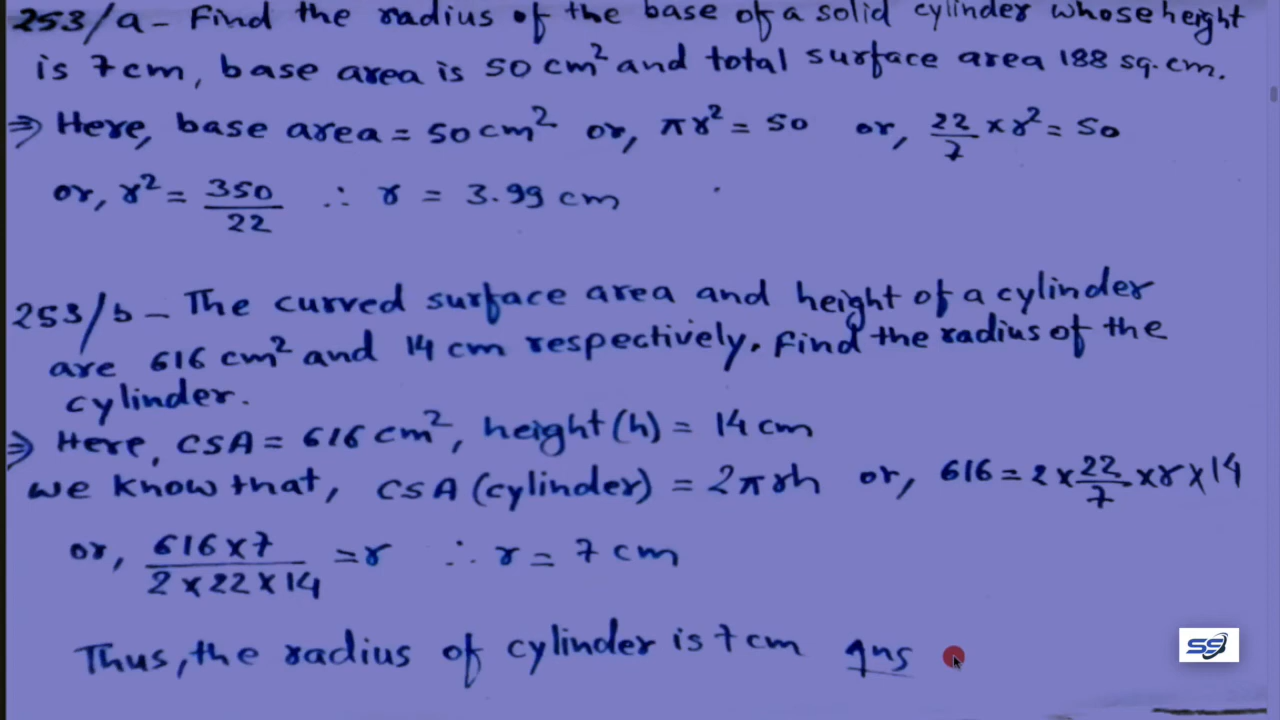 253/a - Find the radius of the base of a solid cylinder whose height
is 7cm, base area is 50 cm² and total surface area 188 sq.cm.
⇒ Here, base area = 50cm² or, πr² = 50 or, 22/7 × r² = 50
or, r² = 350/22 ∴ r = 3.99 cm
253/b - The curved surface area and height of a cylinder
are 616 cm² and 14 cm respectively. Find the radius of the
cylinder.
⇒ Here, CSA = 616 cm², height (h) = 14 cm
we know that, CSA (cylinder) = 2πrh or, 616 = 2 × 22/7 × r × 14
or, 616×7/2×22×14 = r ∴ r = 7 cm
Thus, the radius of cylinder is 7 cm Ans
SS